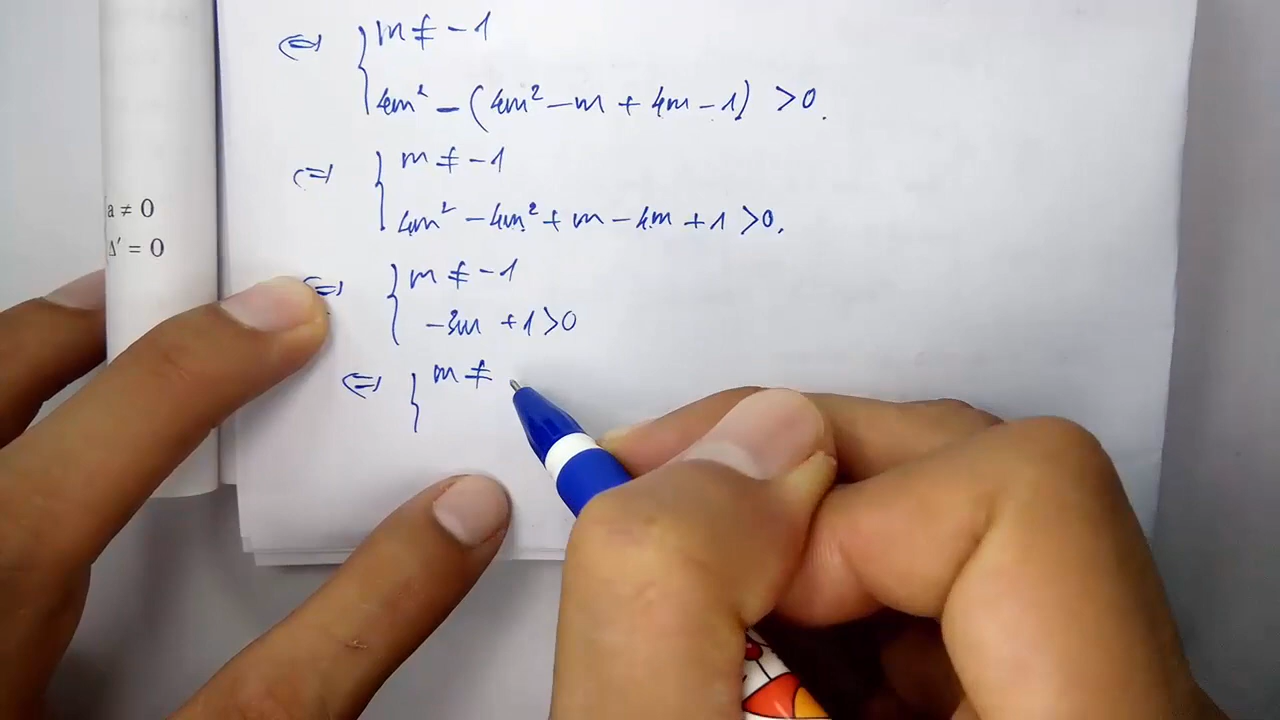 ⇔ { m ≠ -1
4m² - (4m² - m + 4m - 1) > 0.
⇔ { m ≠ -1
4m² - 4m² + m - 4m + 1 > 0.
a ≠ 0
Δ' = 0
⇔ { m ≠ -1
-3m + 1 > 0
⇔ { m ≠